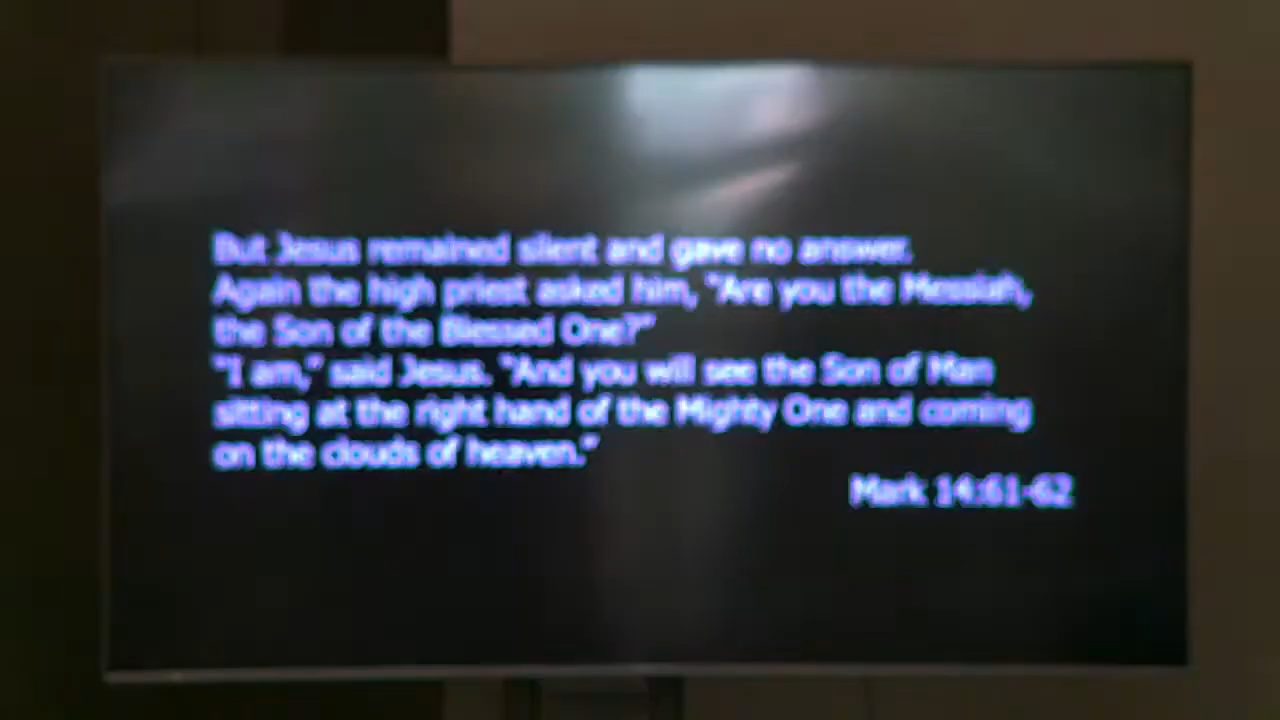 But Jesus remained silent and gave no answer.
Again the high priest asked him, "Are you the Messiah,
the Son of the Blessed One?"
"I am," said Jesus. "And you will see the Son of Man
sitting at the right hand of the Mighty One and coming
on the clouds of heaven."
Mark 14:61-62